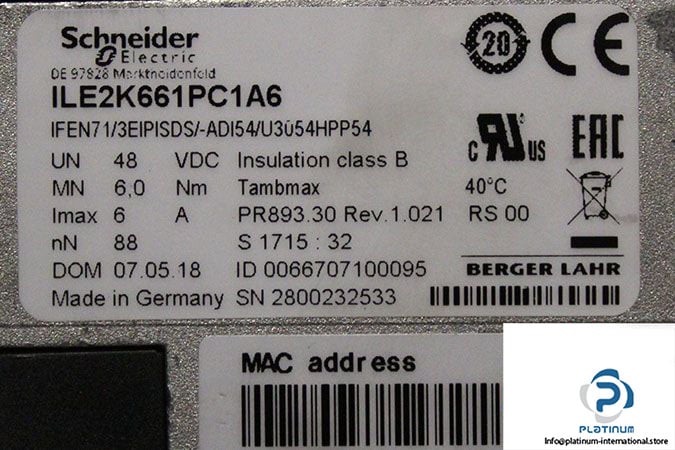 Schneider
Electric
DE 97828 Marktheidenfeld
20
CE
ILE2K661PC1A6
IFEN71/3EIPISDS/-ADI54/U3054HPP54
c RU US
EAC
UN 48 VDC Insulation class B
MN 6,0 Nm Tambmax 40°C
Imax 6 A PR893.30 Rev.1.021 RS 00
nN 88 S 1715 : 32
DOM 07.05.18 ID 0066707100095
BERGER LAHR
Made in Germany SN 2800232533
MAC address
PLATINUM
Info@platinum-international.store